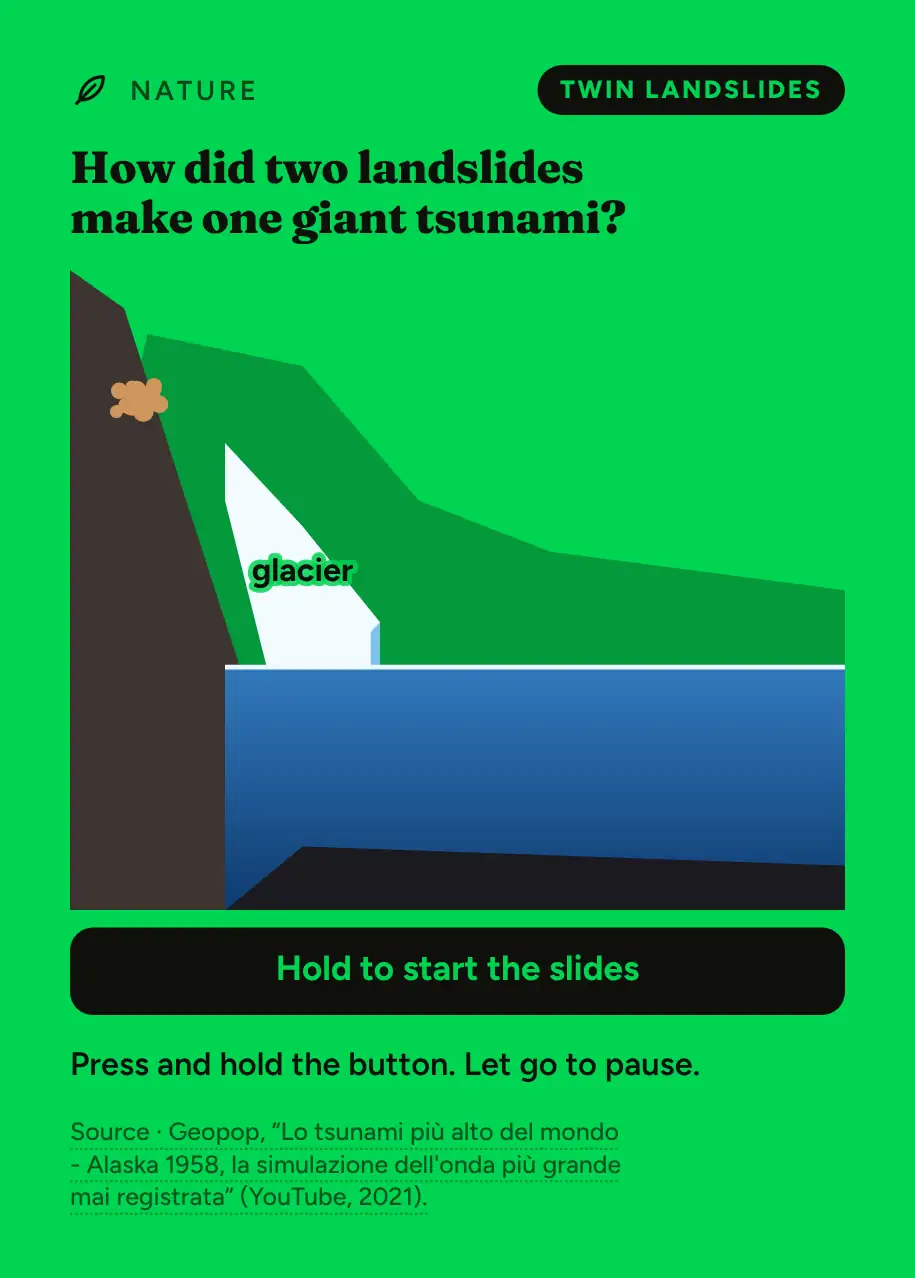 NATURE
TWIN LANDSLIDES
How did two landslides
make one giant tsunami?
glacier
Hold to start the slides
Press and hold the button. Let go to pause.
Source · Geopop, “Lo tsunami più alto del mondo
- Alaska 1958, la simulazione dell'onda più grande
mai registrata” (YouTube, 2021).